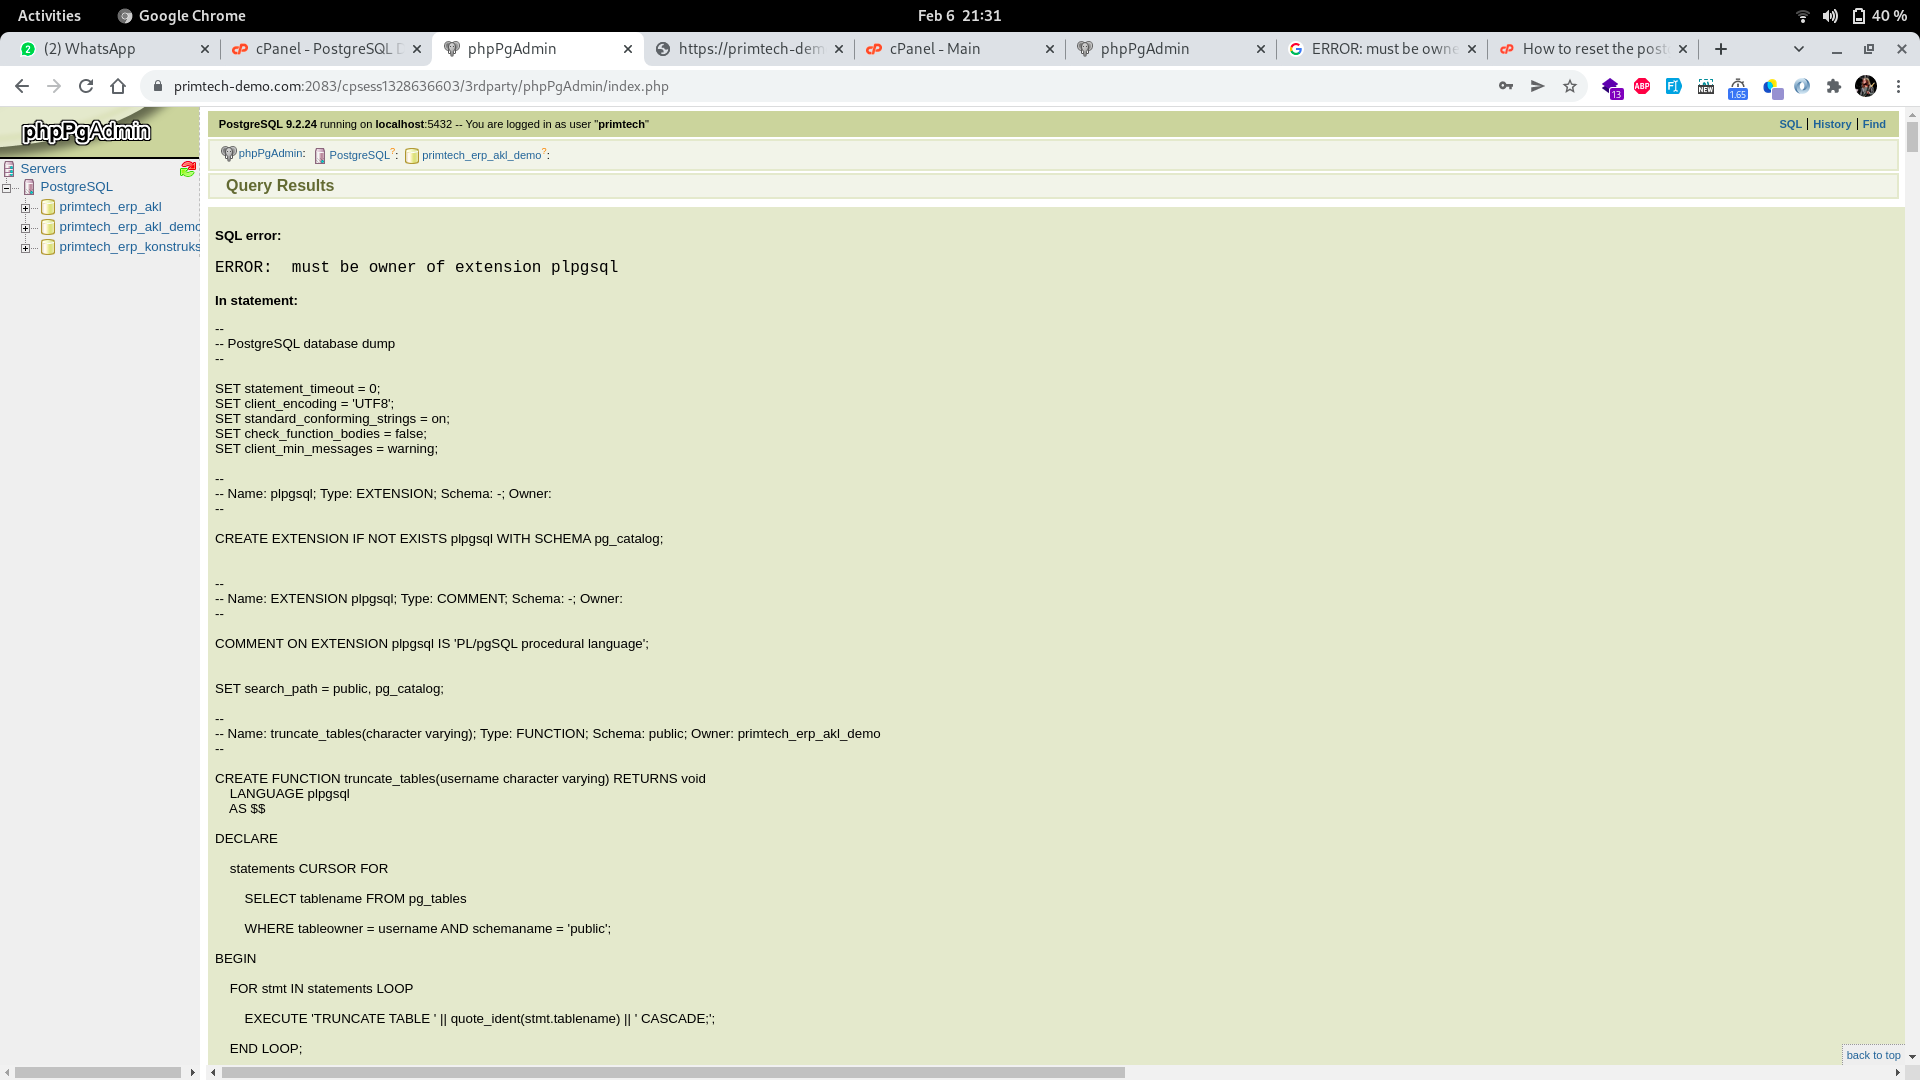 Activities
Google Chrome
Feb 6 21:31
40 %
(2) WhatsApp
cPanel - PostgreSQL D
phpPgAdmin
https://primtech-dem
cPanel - Main
phpPgAdmin
ERROR: must be owne
How to reset the post
primtech-demo.com:2083/cpsess1328636603/3rdparty/phpPgAdmin/index.php
13
ABP
NEW
1.65
phpPgAdmin
Servers
PostgreSQL
primtech_erp_akl
primtech_erp_akl_demo
primtech_erp_konstruks
PostgreSQL 9.2.24 running on localhost:5432 -- You are logged in as user "primtech"
SQL | History | Find
phpPgAdmin: PostgreSQL?: primtech_erp_akl_demo?:
Query Results
SQL error:
ERROR:  must be owner of extension plpgsql
In statement:
--
-- PostgreSQL database dump
--
SET statement_timeout = 0;
SET client_encoding = 'UTF8';
SET standard_conforming_strings = on;
SET check_function_bodies = false;
SET client_min_messages = warning;
--
-- Name: plpgsql; Type: EXTENSION; Schema: -; Owner:
--
CREATE EXTENSION IF NOT EXISTS plpgsql WITH SCHEMA pg_catalog;
--
-- Name: EXTENSION plpgsql; Type: COMMENT; Schema: -; Owner:
--
COMMENT ON EXTENSION plpgsql IS 'PL/pgSQL procedural language';
SET search_path = public, pg_catalog;
--
-- Name: truncate_tables(character varying); Type: FUNCTION; Schema: public; Owner: primtech_erp_akl_demo
--
CREATE FUNCTION truncate_tables(username character varying) RETURNS void
LANGUAGE plpgsql
AS $$
DECLARE
statements CURSOR FOR
SELECT tablename FROM pg_tables
WHERE tableowner = username AND schemaname = 'public';
BEGIN
FOR stmt IN statements LOOP
EXECUTE 'TRUNCATE TABLE ' || quote_ident(stmt.tablename) || ' CASCADE;';
END LOOP;
back to top